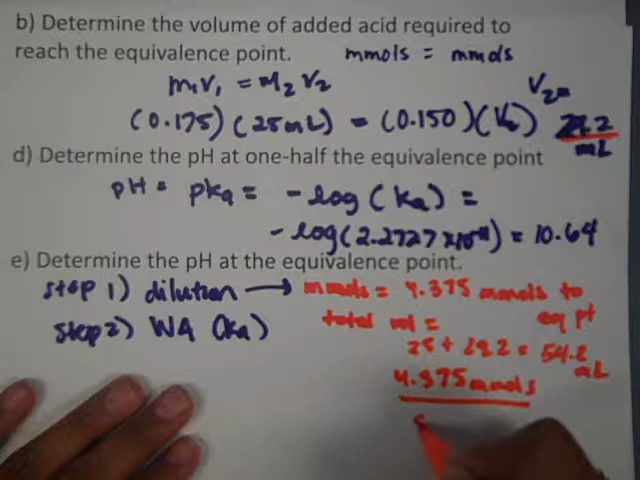 b) Determine the volume of added acid required to
reach the equivalence point. mmols = mmols
M1V1 = M2V2 V2=
(0.175)(25mL) = (0.150)(V2) 29.2
mL
d) Determine the pH at one-half the equivalence point
pH = pKa = -log(Ka) =
-log(2.2727x10⁻¹¹) = 10.64
e) Determine the pH at the equivalence point.
step 1) dilution → mmols = 4.375 mmols to
eq pt
step 2) WA (Ka) total vol =
25 + 29.2 = 54.2
mL
4.375 mmols
5